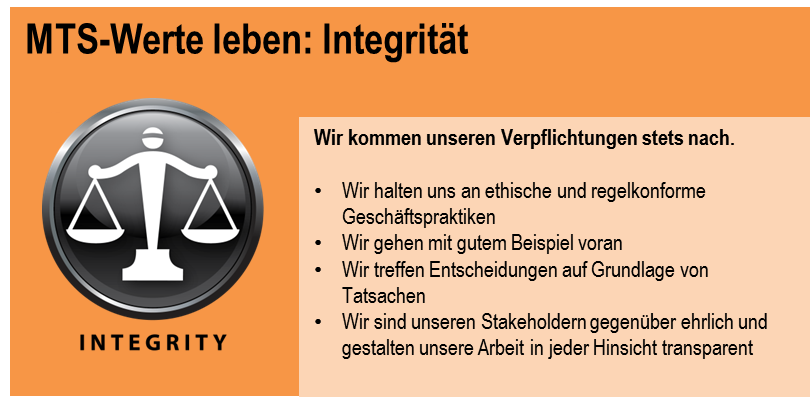 MTS-Werte leben: Integrität
INTEGRITY
Wir kommen unseren Verpflichtungen stets nach.
• Wir halten uns an ethische und regelkonforme
Geschäftspraktiken
• Wir gehen mit gutem Beispiel voran
• Wir treffen Entscheidungen auf Grundlage von
Tatsachen
• Wir sind unseren Stakeholdern gegenüber ehrlich und
gestalten unsere Arbeit in jeder Hinsicht transparent